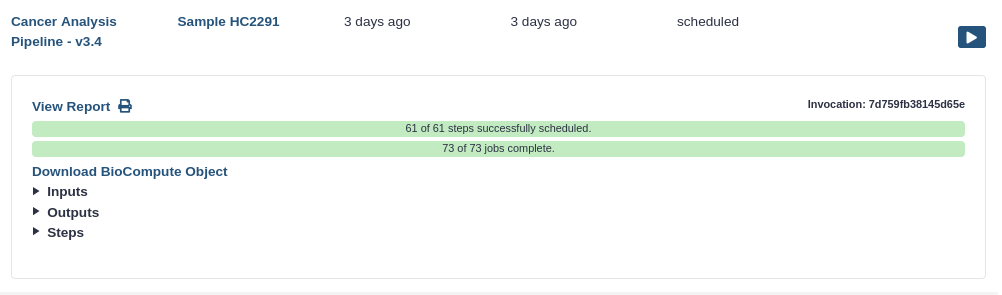 Cancer Analysis Pipeline - v3.4
Sample HC2291
3 days ago
3 days ago
scheduled
View Report
Invocation: 7d759fb38145d65e
61 of 61 steps successfully scheduled.
73 of 73 jobs complete.
Download BioCompute Object
Inputs
Outputs
Steps